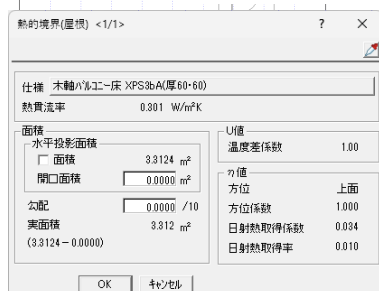 熱的境界(屋根) <1/1>
? ×
仕様 木軸バルコニー床 XPS3bA(厚60・60)
熱貫流率 0.301 W/m²K
面積
水平投影面積
面積 3.3124 m²
開口面積 0.0000 m²
勾配 0.0000 /10
実面積 3.312 m²
(3.3124－0.0000)
U値
温度差係数 1.00
η値
方位 上面
方位係数 1.000
日射熱取得係数 0.034
日射熱取得率 0.010
OK キャンセル